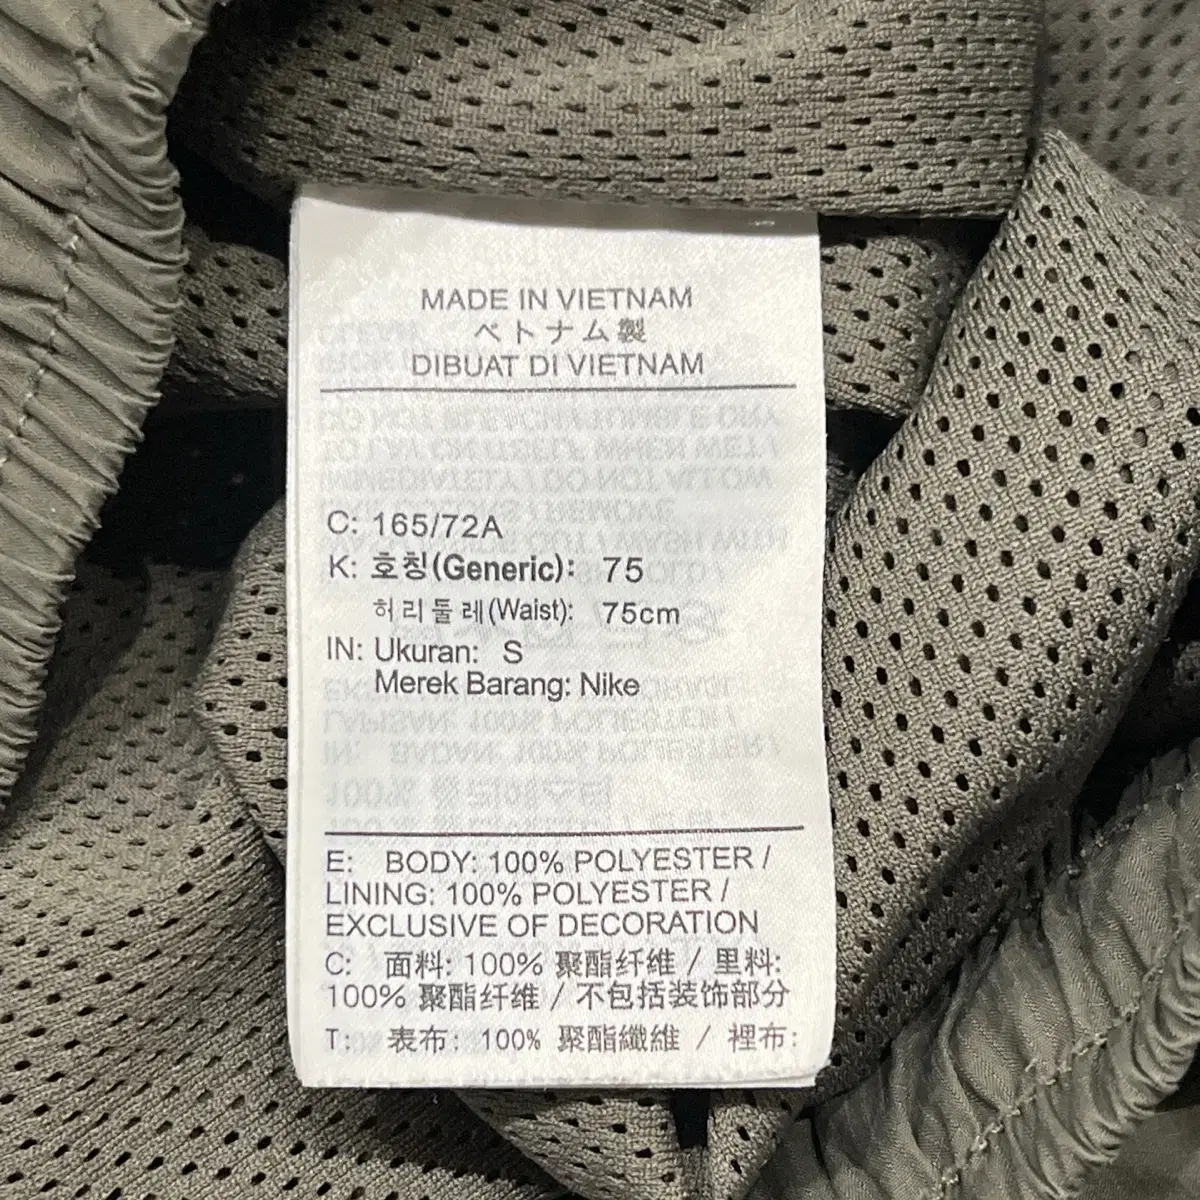 MADE IN VIETNAM
ベトナム製
DIBUAT DI VIETNAM
C: 165/72A
K: 호칭(Generic): 75
허리둘레(Waist): 75cm
IN: Ukuran: S
Merek Barang: Nike
E: BODY: 100% POLYESTER /
LINING: 100% POLYESTER /
EXCLUSIVE OF DECORATION
C: 面料: 100% 聚酯纤维 / 里料:
100% 聚酯纤维 / 不包括装饰部分
T: 表布: 100% 聚酯纖維 / 裡布: